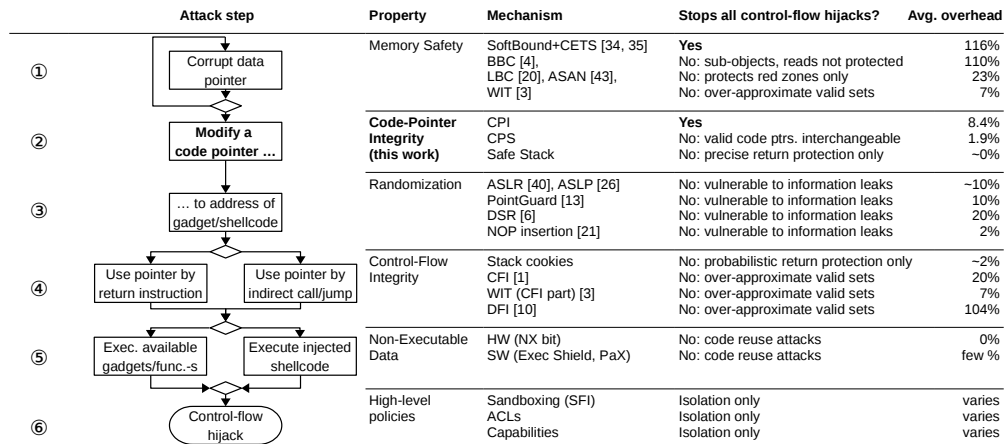 Attack step Property Mechanism Stops all control-flow hijacks? Avg. overhead
① Corrupt data pointer
Memory Safety SoftBound+CETS [34, 35] Yes 116%
BBC [4], No: sub-objects, reads not protected 110%
LBC [20], ASAN [43], No: protects red zones only 23%
WIT [3] No: over-approximate valid sets 7%
② Modify a code pointer ...
Code-Pointer Integrity (this work) CPI Yes 8.4%
CPS No: valid code ptrs. interchangeable 1.9%
Safe Stack No: precise return protection only ~0%
③ ... to address of gadget/shellcode
Randomization ASLR [40], ASLP [26] No: vulnerable to information leaks ~10%
PointGuard [13] No: vulnerable to information leaks 10%
DSR [6] No: vulnerable to information leaks 20%
NOP insertion [21] No: vulnerable to information leaks 2%
④ Use pointer by return instruction
Use pointer by indirect call/jump
Control-Flow Integrity Stack cookies No: probabilistic return protection only ~2%
CFI [1] No: over-approximate valid sets 20%
WIT (CFI part) [3] No: over-approximate valid sets 7%
DFI [10] No: over-approximate valid sets 104%
⑤ Exec. available gadgets/func.-s
Execute injected shellcode
Non-Executable Data HW (NX bit) No: code reuse attacks 0%
SW (Exec Shield, PaX) No: code reuse attacks few %
⑥ Control-flow hijack
High-level policies Sandboxing (SFI) Isolation only varies
ACLs Isolation only varies
Capabilities Isolation only varies